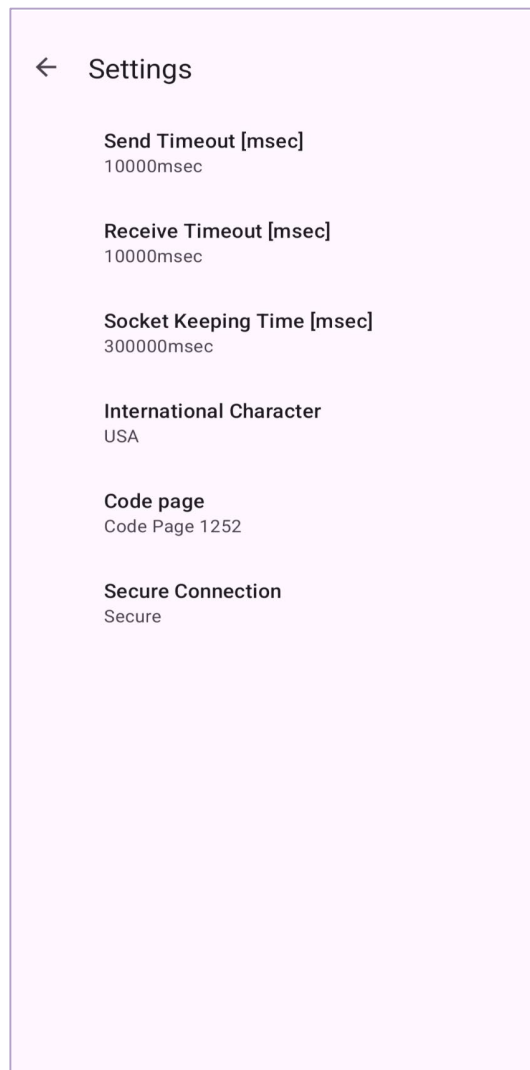 Settings
Send Timeout [msec]
10000msec
Receive Timeout [msec]
10000msec
Socket Keeping Time [msec]
300000msec
International Character
USA
Code page
Code Page 1252
Secure Connection
Secure